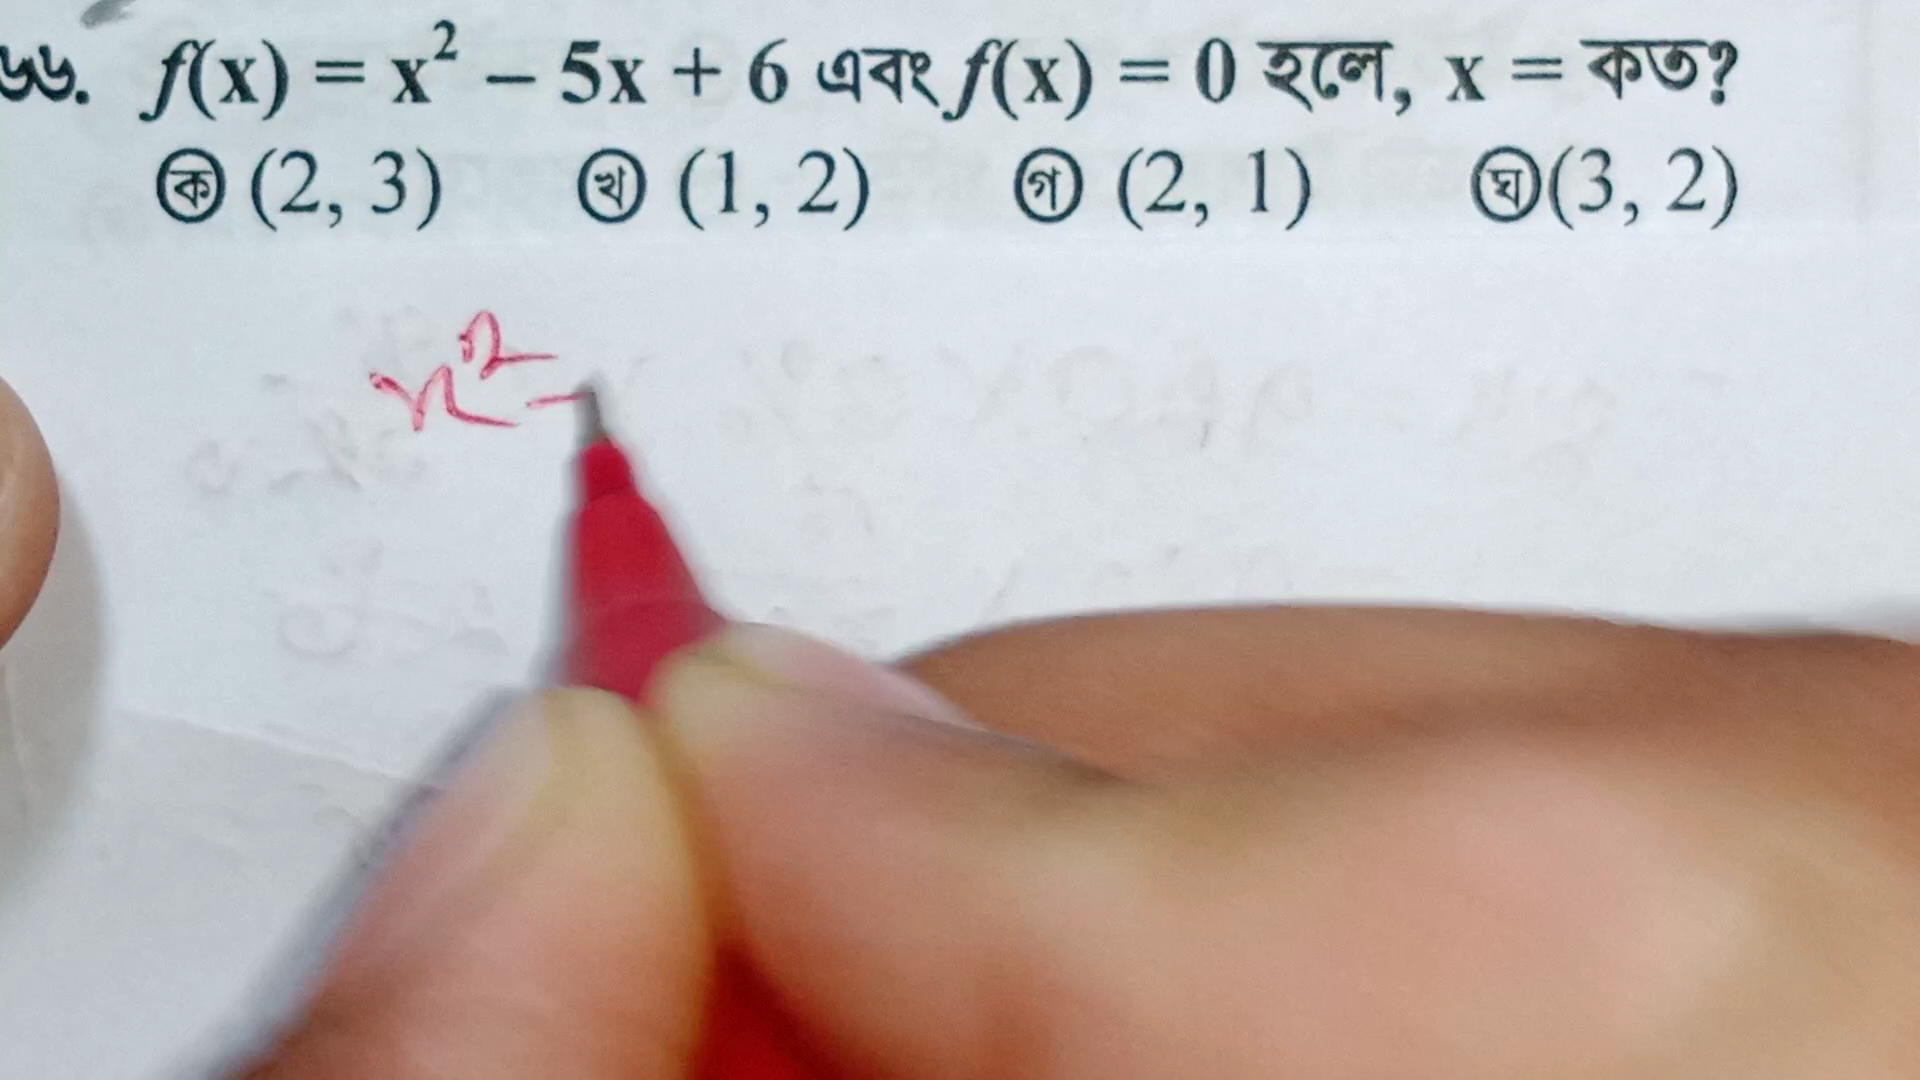 ৬৬. f(x) = x² – 5x + 6 এবং f(x) = 0 হলে, x = কত?
ক (2, 3) খ (1, 2) গ (2, 1) ঘ (3, 2)
x² –